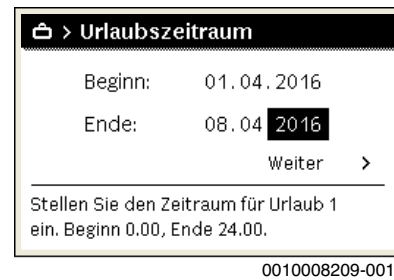 > Urlaubszeitraum
Beginn: 01.04.2016
Ende: 08.04 2016
Weiter >
Stellen Sie den Zeitraum für Urlaub 1
ein. Beginn 0.00, Ende 24.00.
0010008209-001